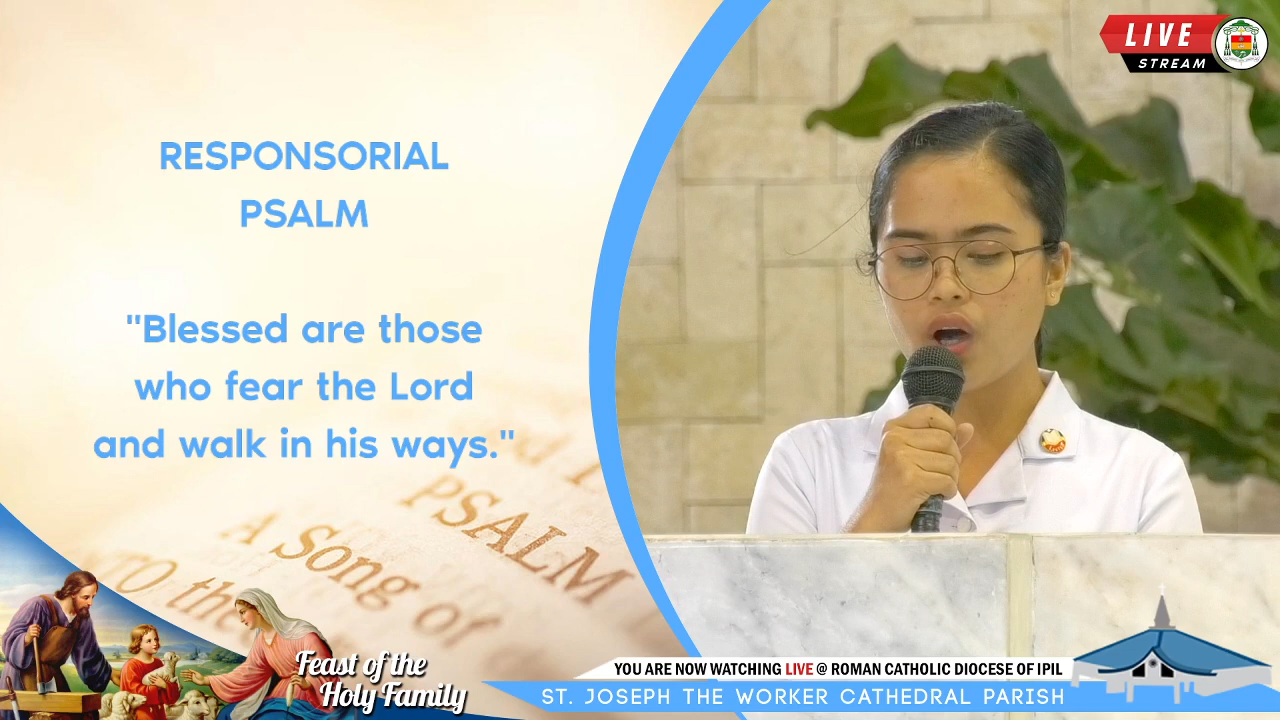 LIVE
STREAM
RESPONSORIAL
PSALM
"Blessed are those
who fear the Lord
and walk in his ways."
PSALM
A Song of
TO the
Feast of the
Holy Family
YOU ARE NOW WATCHING LIVE @ ROMAN CATHOLIC DIOCESE OF IPIL
ST. JOSEPH THE WORKER CATHEDRAL PARISH